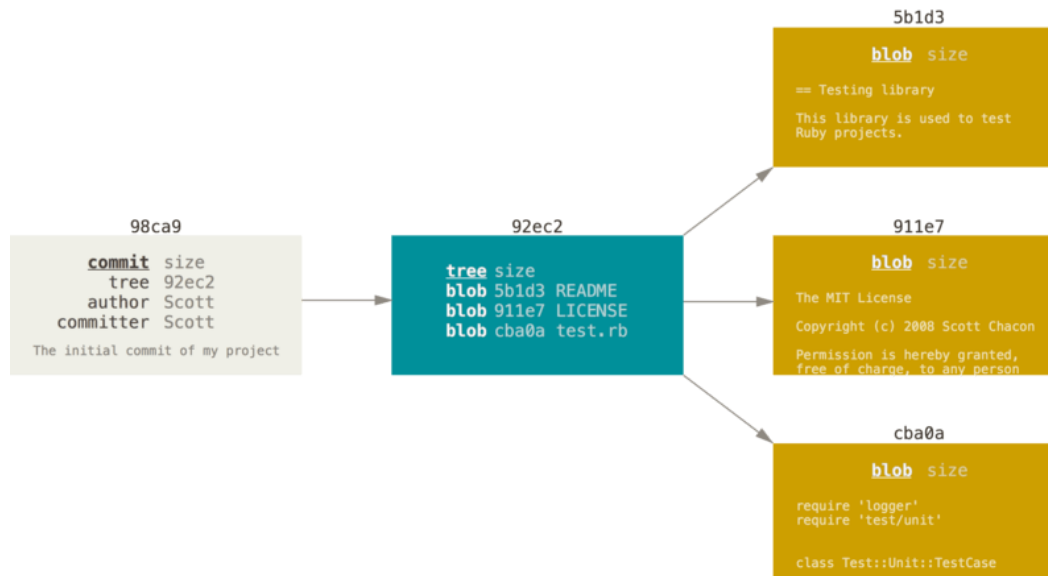 98ca9
commit size
tree 92ec2
author Scott
committer Scott
The initial commit of my project
92ec2
tree size
blob 5b1d3 README
blob 911e7 LICENSE
blob cba0a test.rb
5b1d3
blob size
== Testing library
This library is used to test
Ruby projects.
911e7
blob size
The MIT License
Copyright (c) 2008 Scott Chacon
Permission is hereby granted,
free of charge, to any person
cba0a
blob size
require 'logger'
require 'test/unit'
class Test::Unit::TestCase